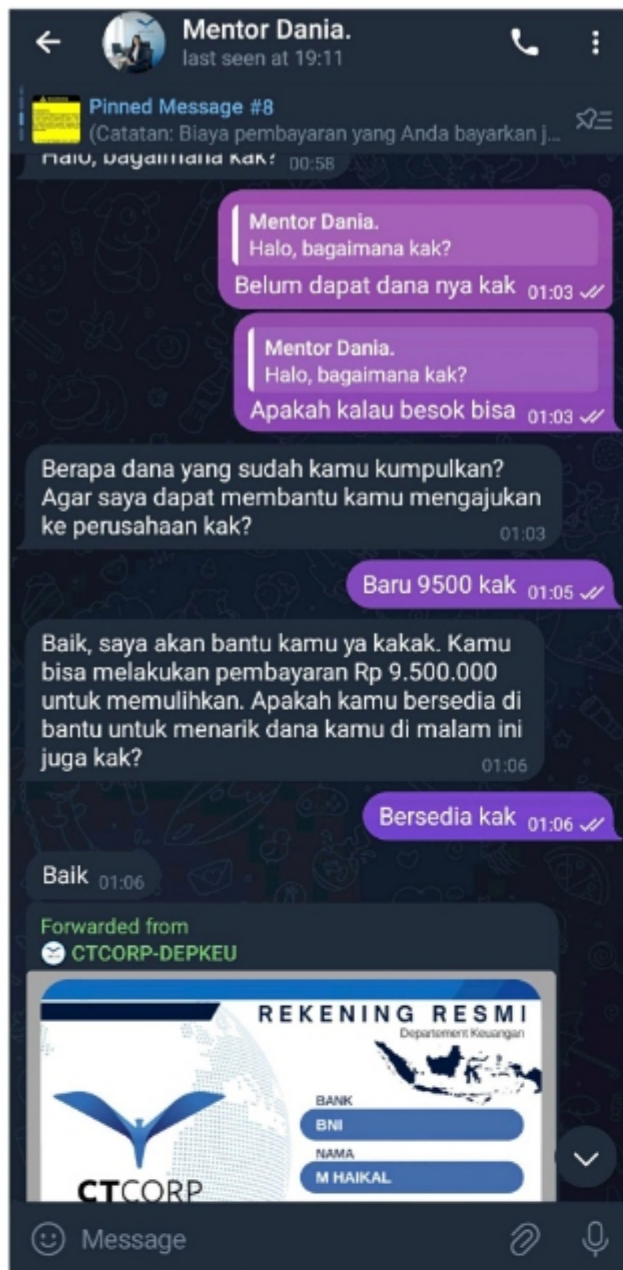 Mentor Dania.
last seen at 19:11
Pinned Message #8
(Catatan: Biaya pembayaran yang Anda bayarkan j...
Halo, bagaimana kak? 00:58
Mentor Dania.
Halo, bagaimana kak?
Belum dapat dana nya kak 01:03
Mentor Dania.
Halo, bagaimana kak?
Apakah kalau besok bisa 01:03
Berapa dana yang sudah kamu kumpulkan?
Agar saya dapat membantu kamu mengajukan
ke perusahaan kak?
01:03
Baru 9500 kak 01:05
Baik, saya akan bantu kamu ya kakak. Kamu
bisa melakukan pembayaran Rp 9.500.000
untuk memulihkan. Apakah kamu bersedia di
bantu untuk menarik dana kamu di malam ini
juga kak?
01:06
Bersedia kak 01:06
Baik 01:06
Forwarded from
CTCORP-DEPKEU
REKENING RESMI
Departement Keuangan
BANK
BNI
NAMA
M HAIKAL
CTCORP
Message